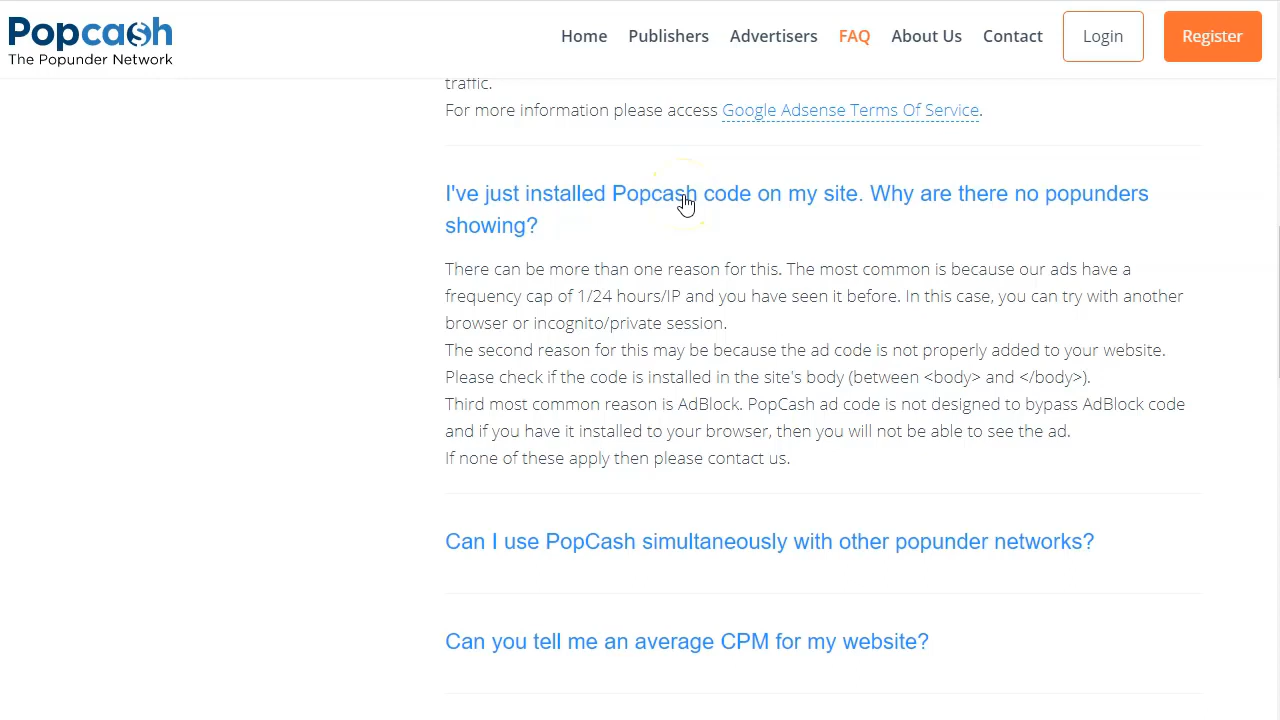 Popcash
The Popunder Network
Home Publishers Advertisers FAQ About Us Contact Login Register
traffic.
For more information please access Google Adsense Terms Of Service.
I've just installed Popcash code on my site. Why are there no popunders
showing?
There can be more than one reason for this. The most common is because our ads have a
frequency cap of 1/24 hours/IP and you have seen it before. In this case, you can try with another
browser or incognito/private session.
The second reason for this may be because the ad code is not properly added to your website.
Please check if the code is installed in the site's body (between <body> and </body>).
Third most common reason is AdBlock. PopCash ad code is not designed to bypass AdBlock code
and if you have it installed to your browser, then you will not be able to see the ad.
If none of these apply then please contact us.
Can I use PopCash simultaneously with other popunder networks?
Can you tell me an average CPM for my website?